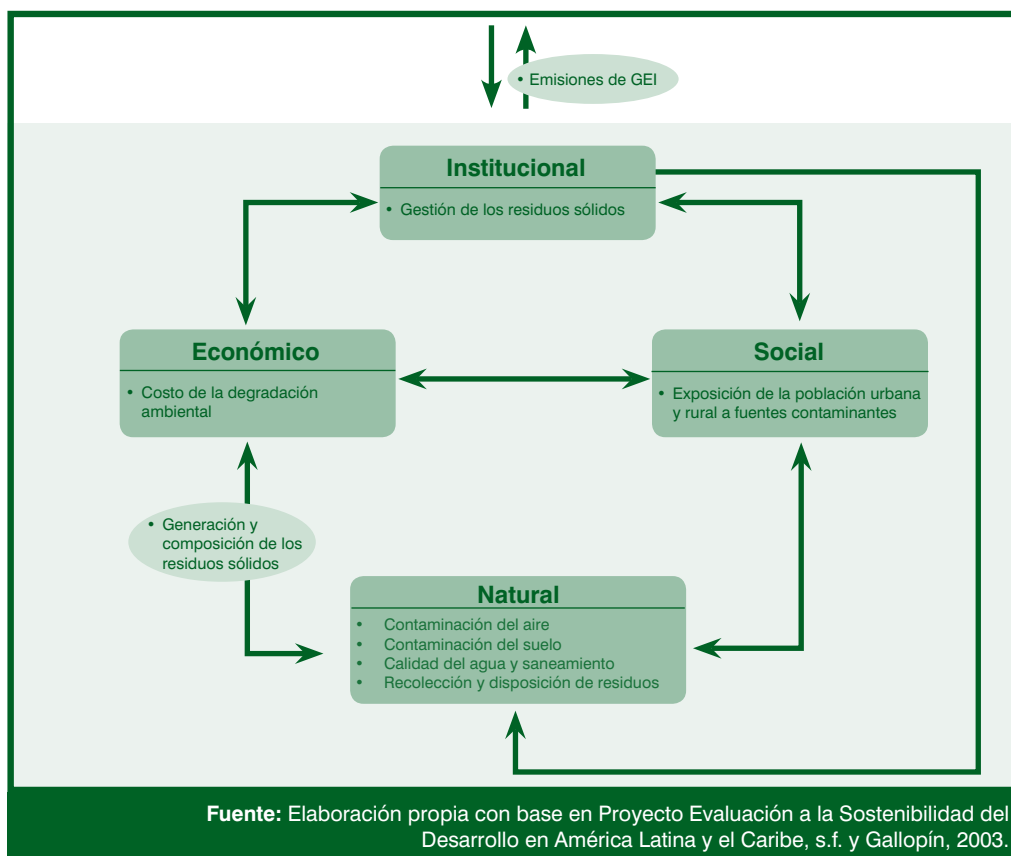 • Emisiones de GEI
Institucional
• Gestión de los residuos sólidos
Económico
• Costo de la degradación
ambiental
Social
• Exposición de la población urbana
y rural a fuentes contaminantes
• Generación y
composición de los
residuos sólidos
Natural
• Contaminación del aire
• Contaminación del suelo
• Calidad del agua y saneamiento
• Recolección y disposición de residuos
Fuente: Elaboración propia con base en Proyecto Evaluación a la Sostenibilidad del
Desarrollo en América Latina y el Caribe, s.f. y Gallopín, 2003.